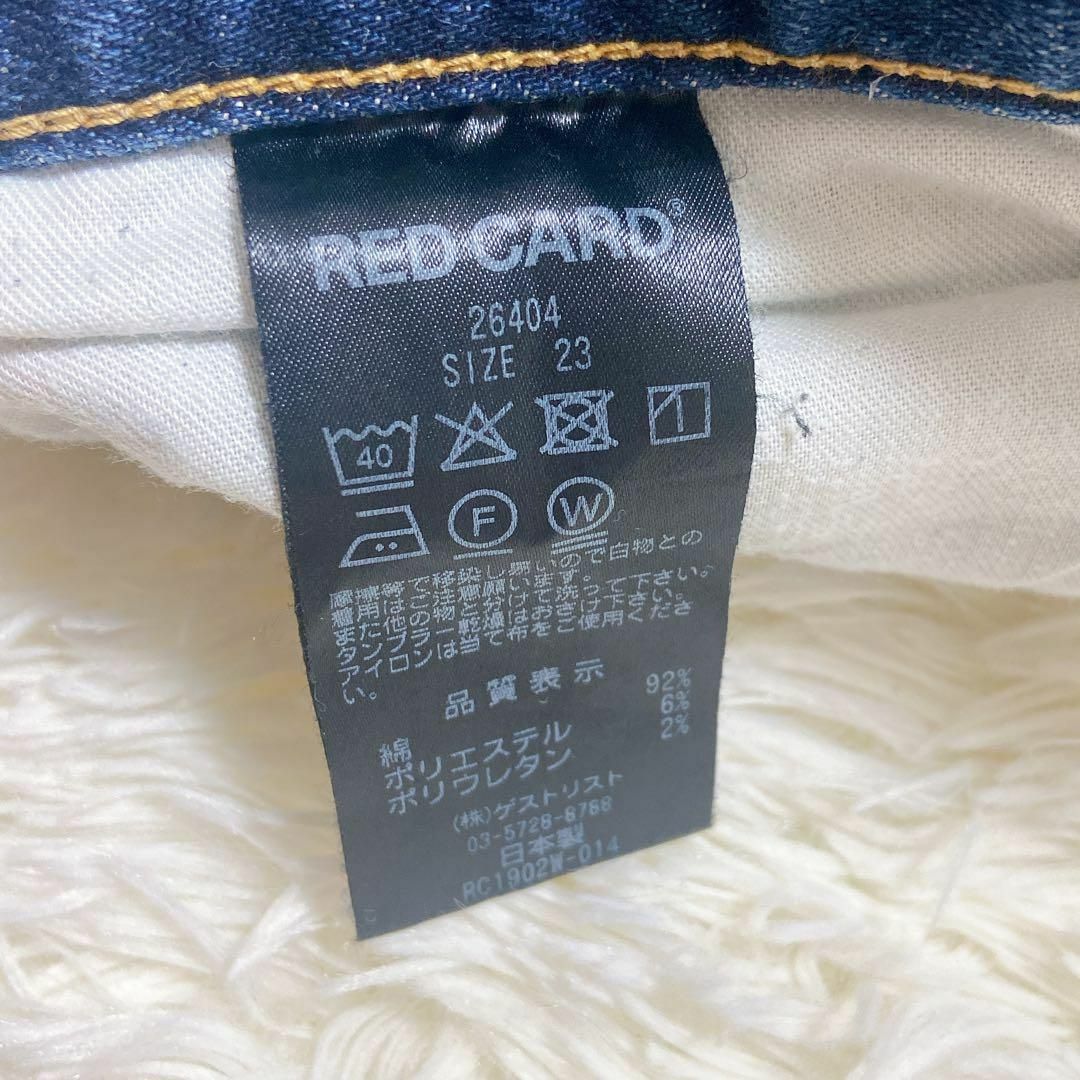 RED CARD®
26404
SIZE 23
40
F W
摩擦等で移染し易いので白物との
着用はご注意願います。
また他の物と分けて洗って下さい。
タンブラー乾燥はおさけ下さい。
アイロンは当て布をご使用くださ
い。
品質表示
綿 92%
ポリエステル 6%
ポリウレタン 2%
(株)ゲストリスト
03-5728-8788
日本製
RC1902W-014